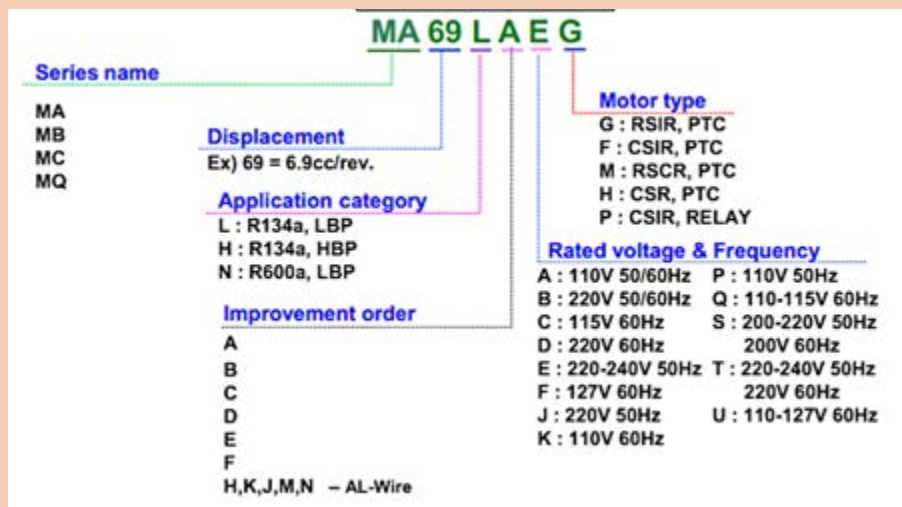 MA 69 L A E G
Series name
MA
MB
MC
MQ
Displacement
Ex) 69 = 6.9cc/rev.
Application category
L : R134a, LBP
H : R134a, HBP
N : R600a, LBP
Improvement order
A
B
C
D
E
F
H,K,J,M,N – AL-Wire
Motor type
G : RSIR, PTC
F : CSIR, PTC
M : RSCR, PTC
H : CSR, PTC
P : CSIR, RELAY
Rated voltage & Frequency
A : 110V 50/60Hz
B : 220V 50/60Hz
C : 115V 60Hz
D : 220V 60Hz
E : 220-240V 50Hz
F : 127V 60Hz
J : 220V 50Hz
K : 110V 60Hz
P : 110V 50Hz
Q : 110-115V 60Hz
S : 200-220V 50Hz
200V 60Hz
T : 220-240V 50Hz
220V 60Hz
U : 110-127V 60Hz